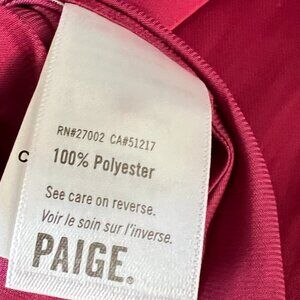 RN#27002 CA#51217
C
100% Polyester
See care on reverse.
Voir le soin sur l'inverse.
PAIGE.